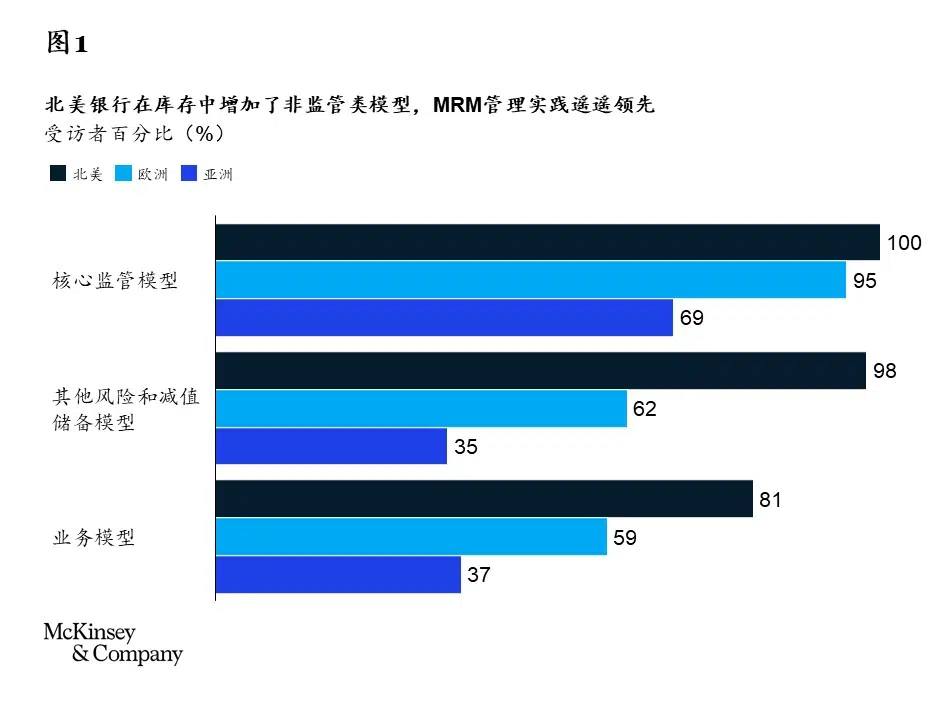 图1
北美银行在库存中增加了非监管类模型，MRM管理实践遥遥领先
受访者百分比（%）
北美 欧洲 亚洲
核心监管模型
100
95
69
其他风险和减值
储备模型
98
62
35
业务模型
81
59
37
McKinsey
& Company